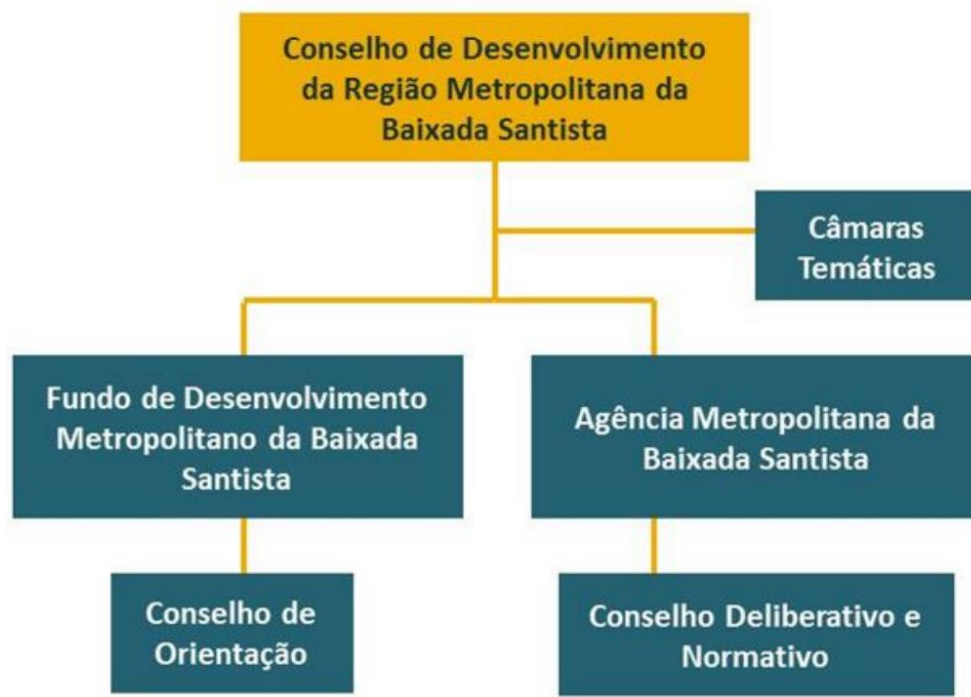 Conselho de Desenvolvimento
da Região Metropolitana da
Baixada Santista
Câmaras
Temáticas
Fundo de Desenvolvimento
Metropolitano da Baixada
Santista
Agência Metropolitana da
Baixada Santista
Conselho de
Orientação
Conselho Deliberativo e
Normativo